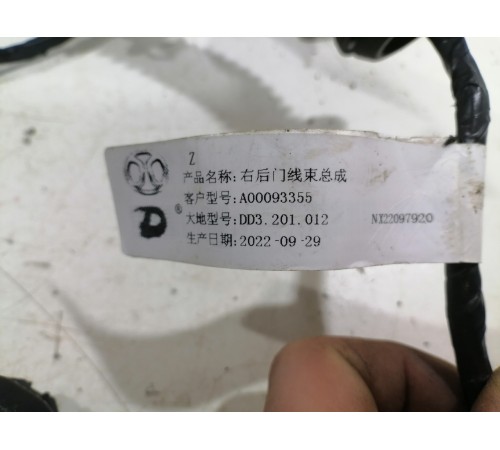 Z
产品名称: 右后门线束总成
客户型号: A00093355
大地型号: DD3.201.012 NJ22097920
生产日期: 2022-09-29
®